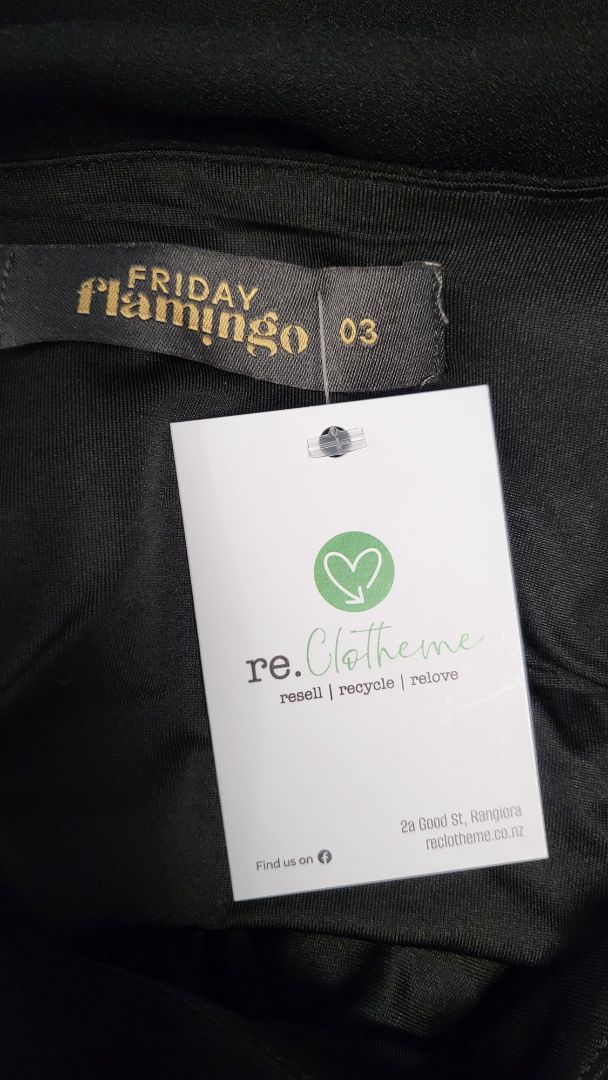 FRIDAY
flamingo 03
re.Clotheme
resell | recycle | relove
2a Good St, Rangiora
reclotheme.co.nz
Find us on